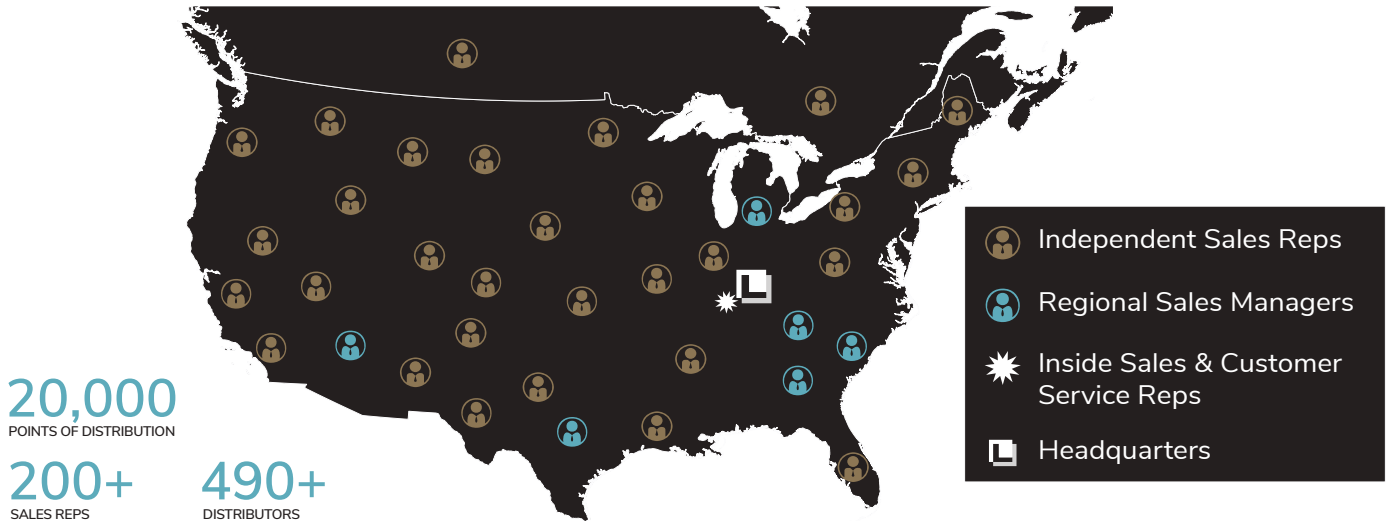 20,000
POINTS OF DISTRIBUTION
200+
SALES REPS
490+
DISTRIBUTORS
Independent Sales Reps
Regional Sales Managers
Inside Sales & Customer
Service Reps
Headquarters